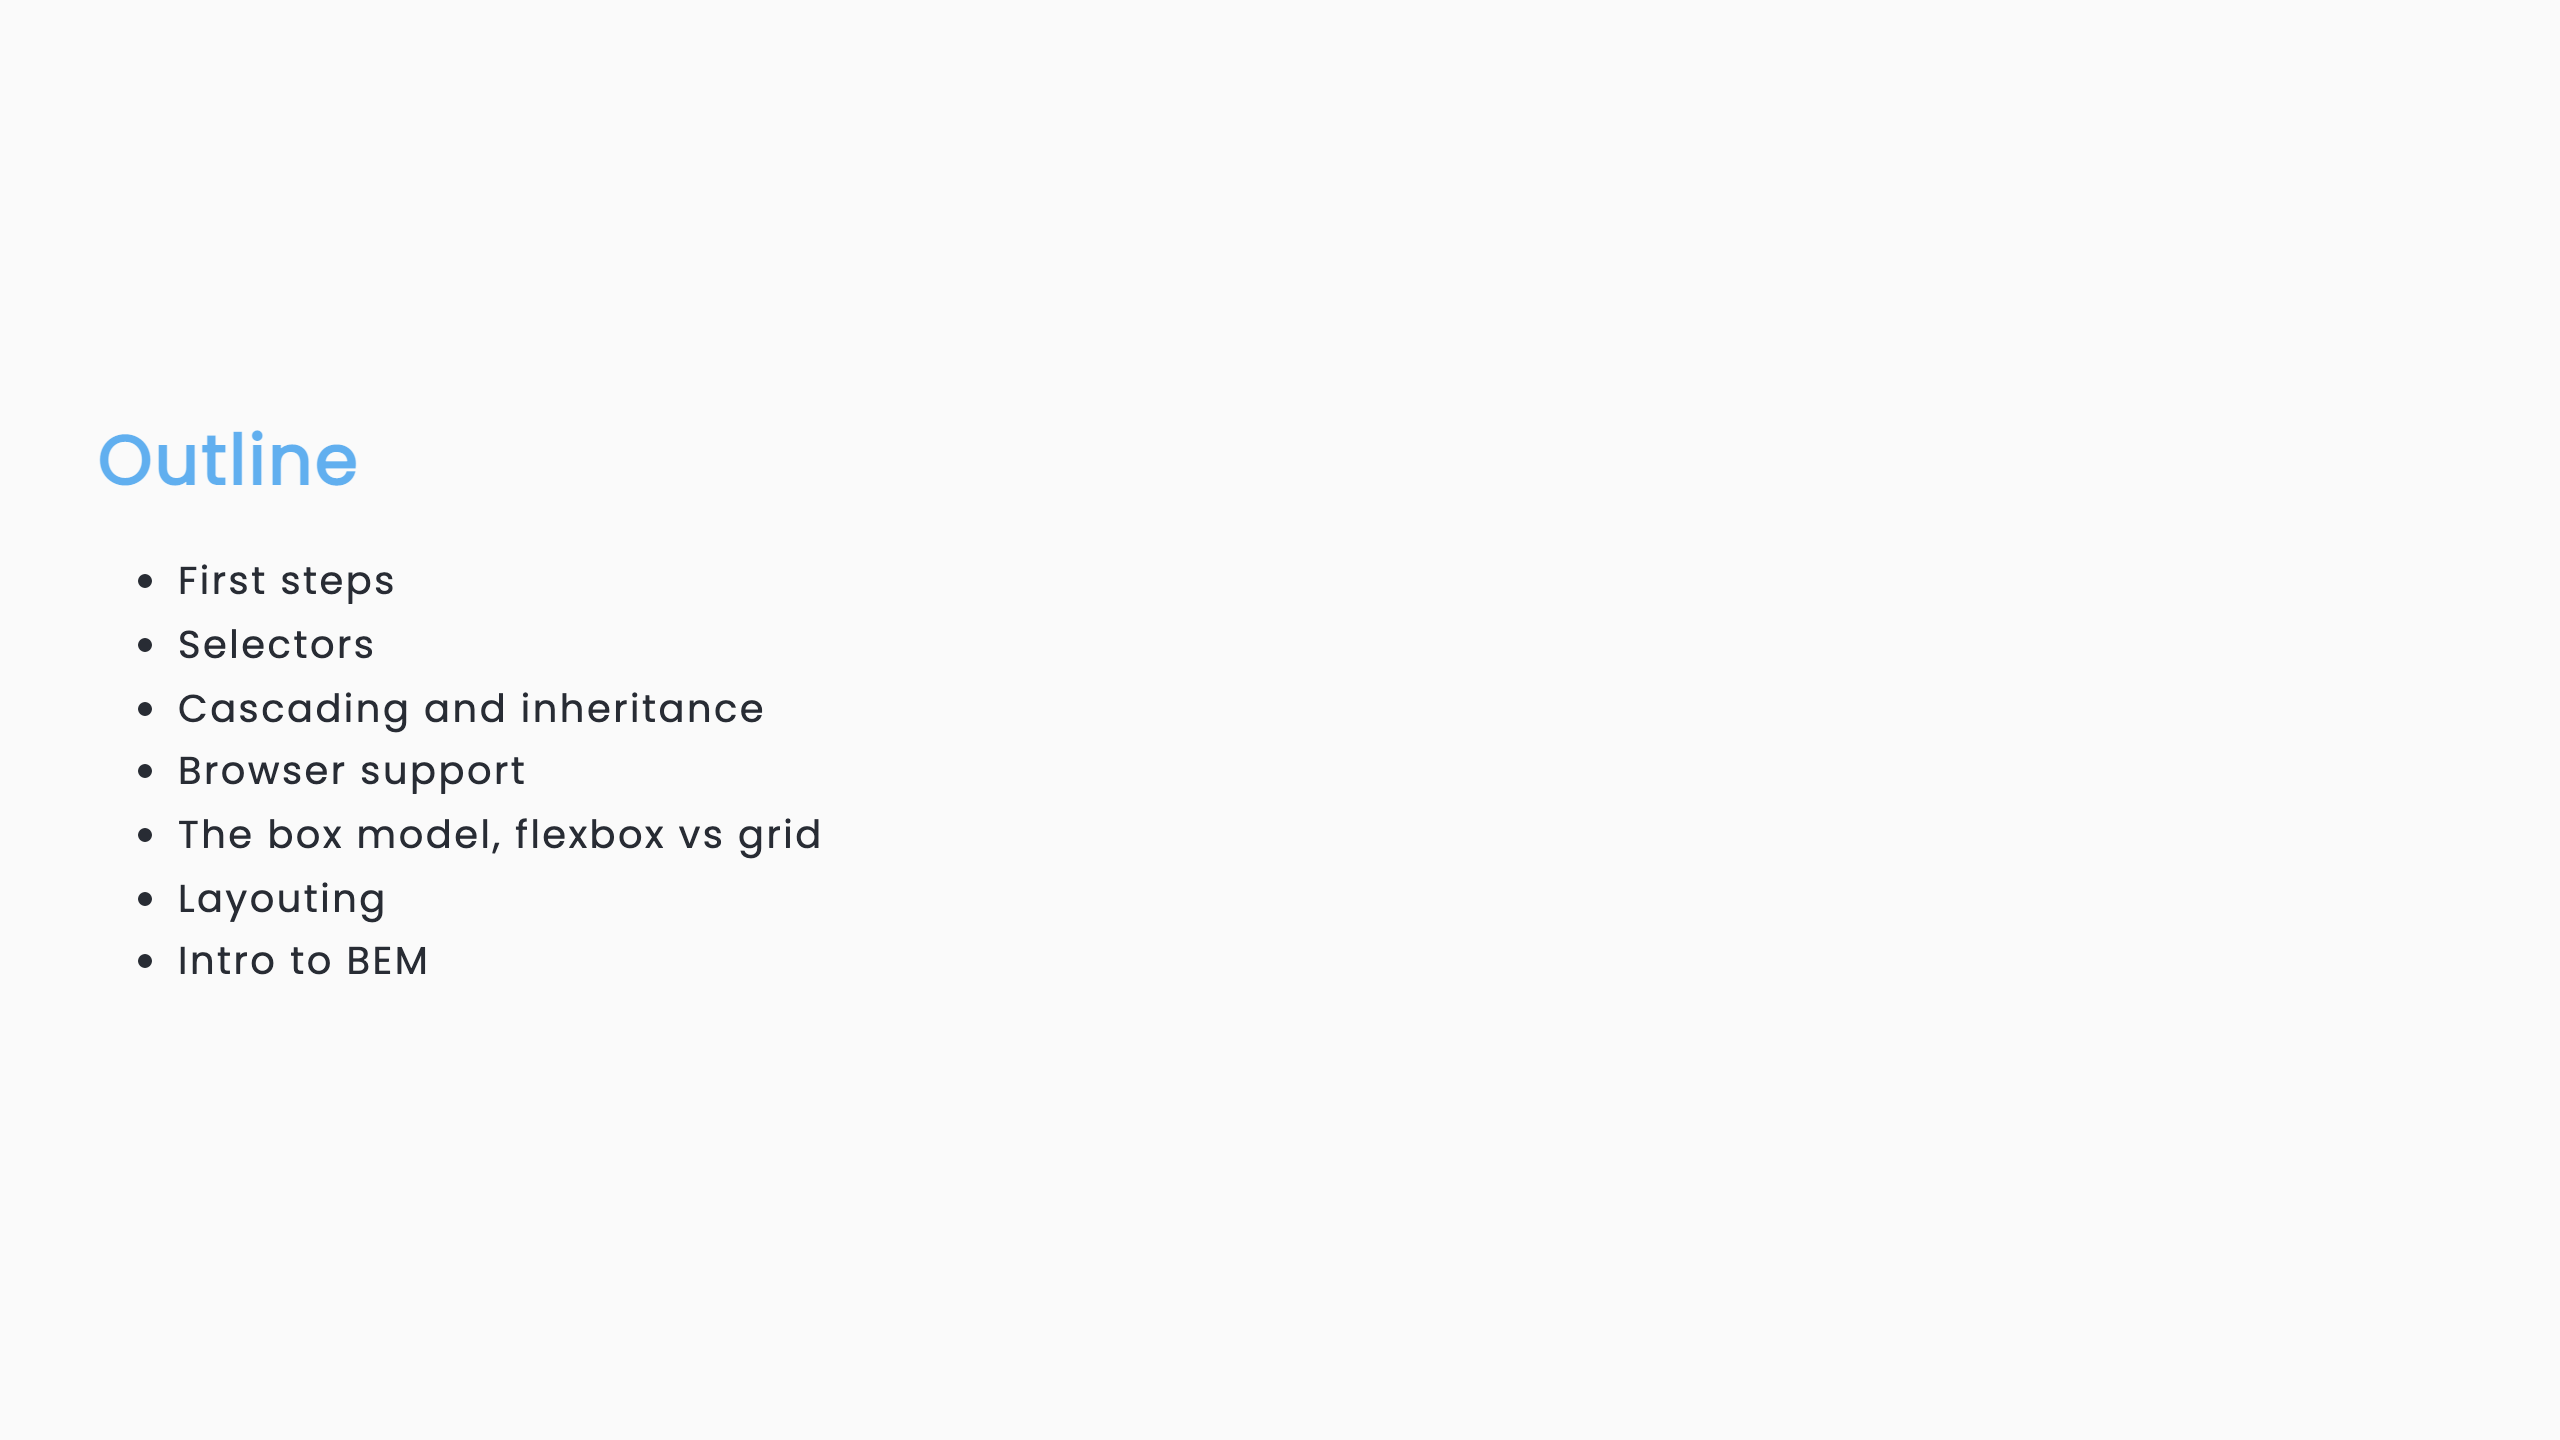 Outline
First steps
Selectors
Cascading and inheritance
Browser support
The box model, flexbox vs grid
Layouting
Intro to BEM